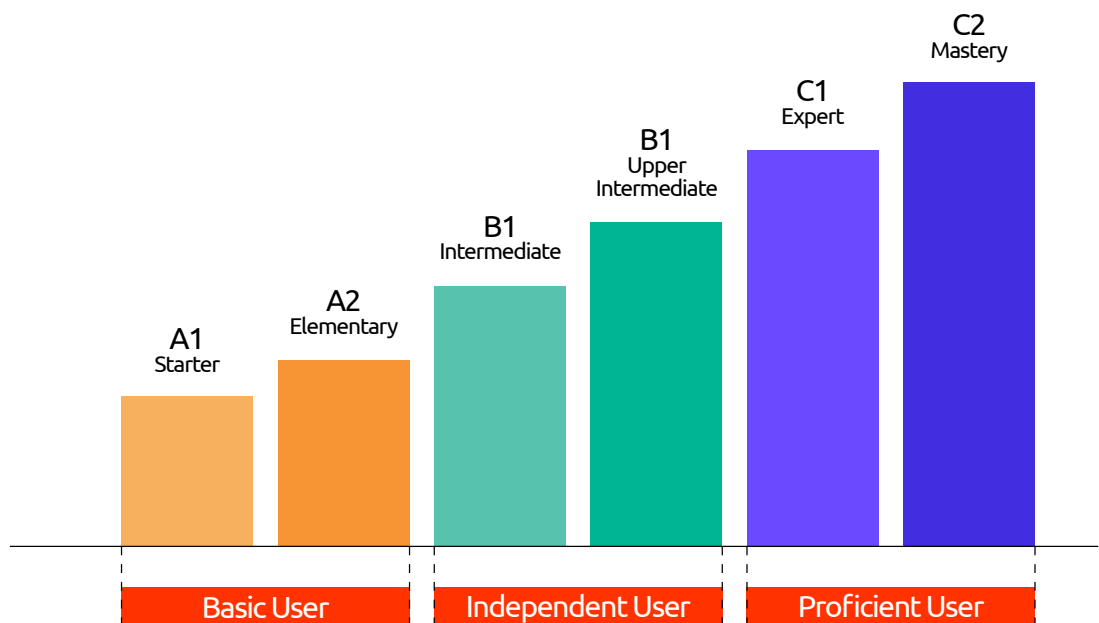 A1
Starter
A2
Elementary
B1
Intermediate
B1
Upper
Intermediate
C1
Expert
C2
Mastery
Basic User
Independent User
Proficient User